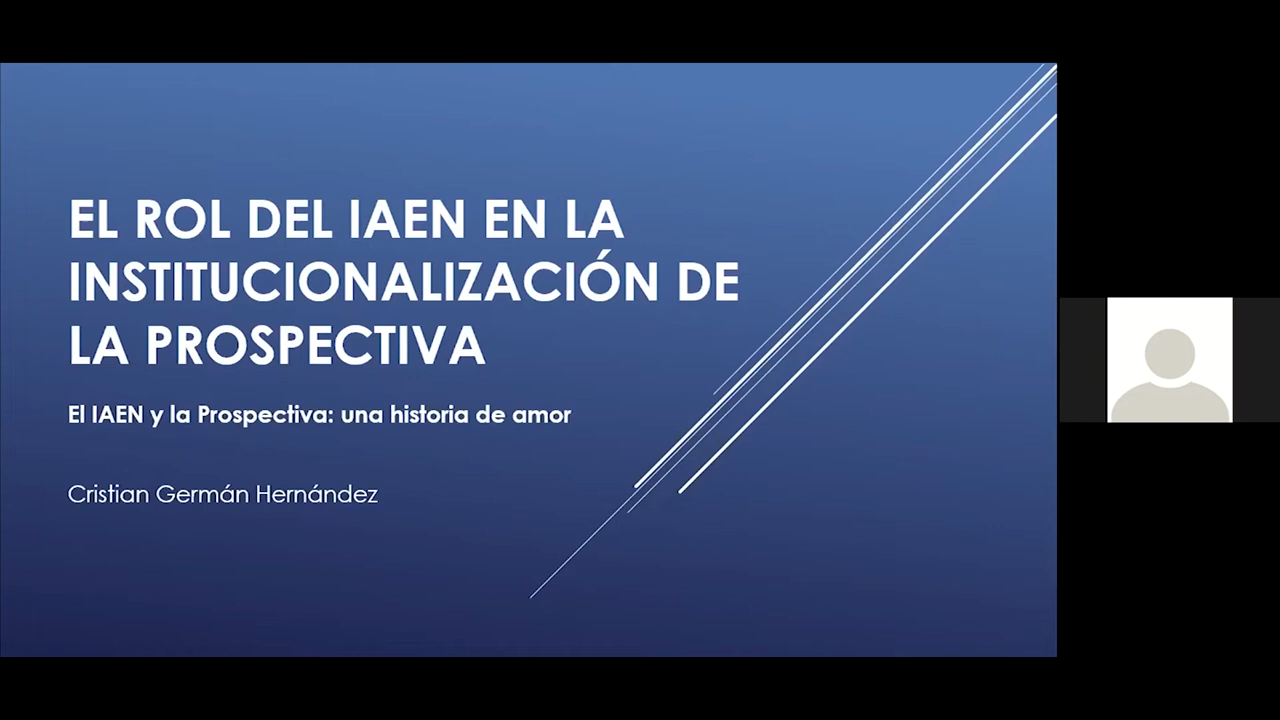 EL ROL DEL IAEN EN LA
INSTITUCIONALIZACIÓN DE
LA PROSPECTIVA
El IAEN y la Prospectiva: una historia de amor
Cristian Germán Hernández